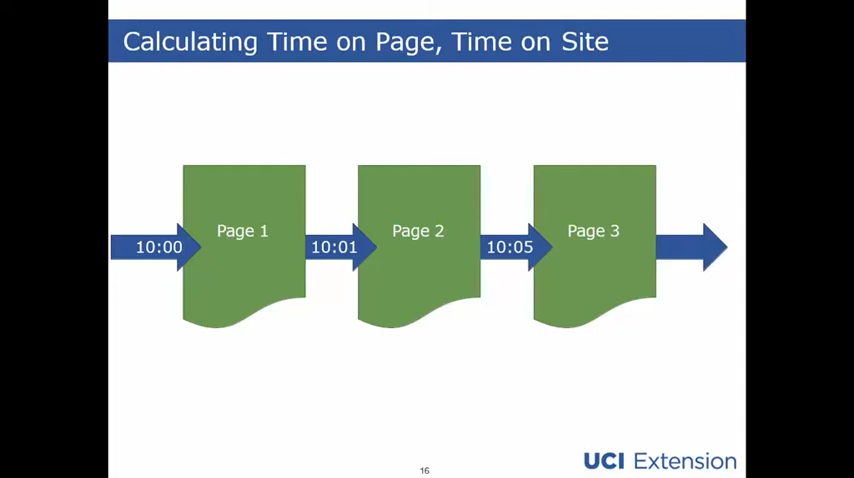 Calculating Time on Page, Time on Site
Page 1
Page 2
Page 3
10:00
10:01
10:05
16
UCI Extension